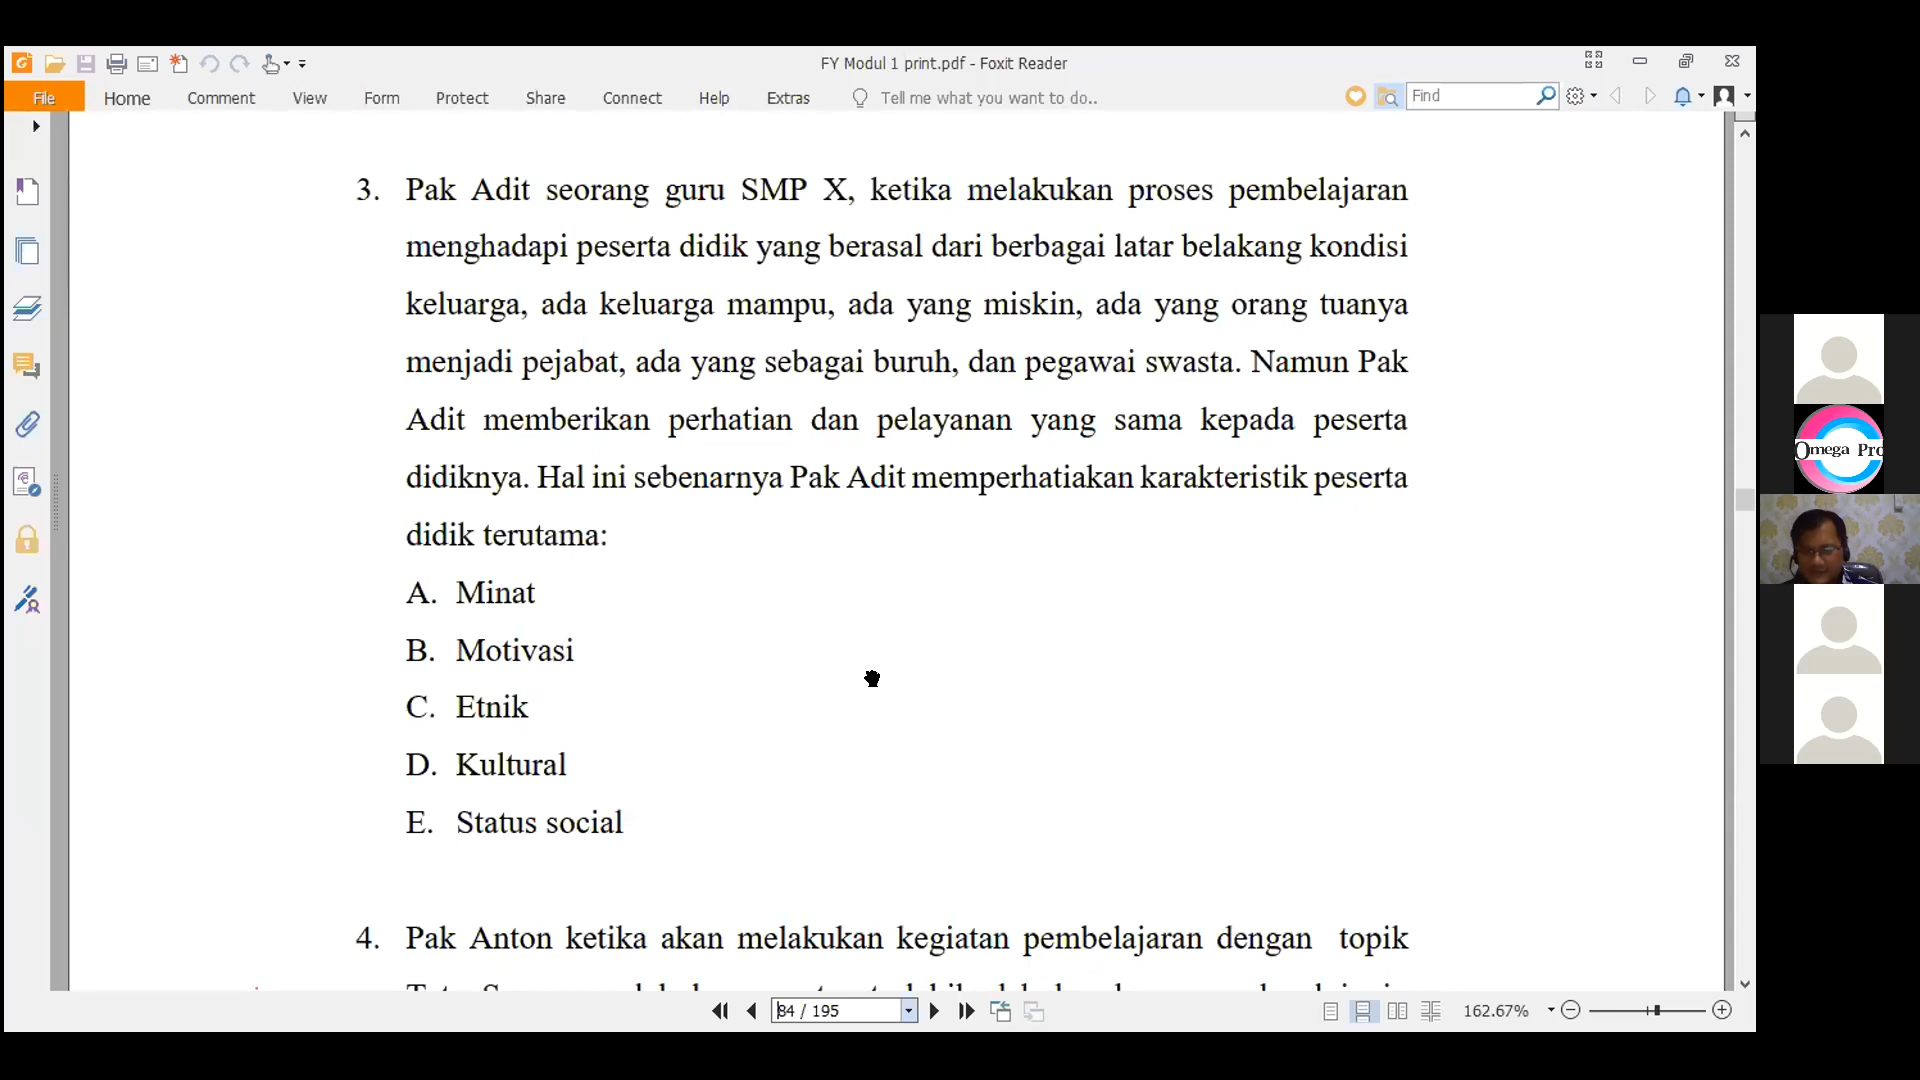 FY Modul 1 print.pdf - Foxit Reader
File Home Comment View Form Protect Share Connect Help Extras Tell me what you want to do.. Find
3. Pak Adit seorang guru SMP X, ketika melakukan proses pembelajaran
menghadapi peserta didik yang berasal dari berbagai latar belakang kondisi
keluarga, ada keluarga mampu, ada yang miskin, ada yang orang tuanya
menjadi pejabat, ada yang sebagai buruh, dan pegawai swasta. Namun Pak
Adit memberikan perhatian dan pelayanan yang sama kepada peserta
didiknya. Hal ini sebenarnya Pak Adit memperhatiakan karakteristik peserta
didik terutama:
A. Minat
B. Motivasi
C. Etnik
D. Kultural
E. Status social
4. Pak Anton ketika akan melakukan kegiatan pembelajaran dengan topik
84 / 195
162.67%
Omega Pro